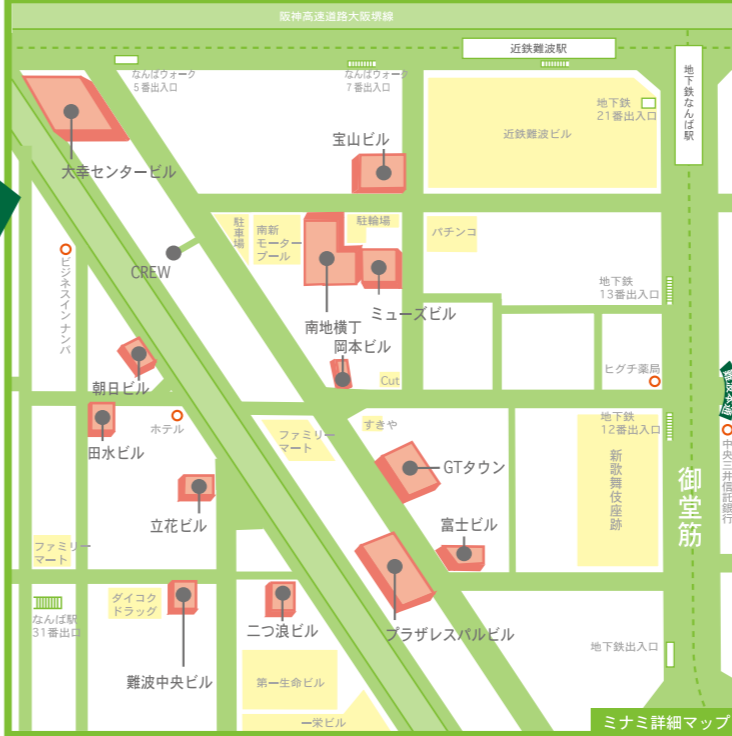 阪神高速道路大阪堺線
近鉄難波駅
地下鉄なんば駅
なんばウォーク
5番出入口
なんばウォーク
7番出入口
地下鉄
21番出入口
近鉄難波ビル
宝山ビル
大幸センタービル
駐車場
南新
モーター
プール
駐輪場
パチンコ
CREW
ビジネスイン ナンバ
南地横丁
ミューズビル
地下鉄
13番出入口
岡本ビル
朝日ビル
Cut
ヒグチ薬局
難波本通
ホテル
田水ビル
ファミリー
マート
すきや
地下鉄
12番出入口
中央三井信託銀行
新歌舞伎座跡
御堂筋
GTタウン
立花ビル
富士ビル
ファミリー
マート
ダイコク
ドラッグ
なんば駅
31番出口
二つ浪ビル
プラザレスパルビル
地下鉄出入口
難波中央ビル
第一生命ビル
一栄ビル
ミナミ詳細マップ